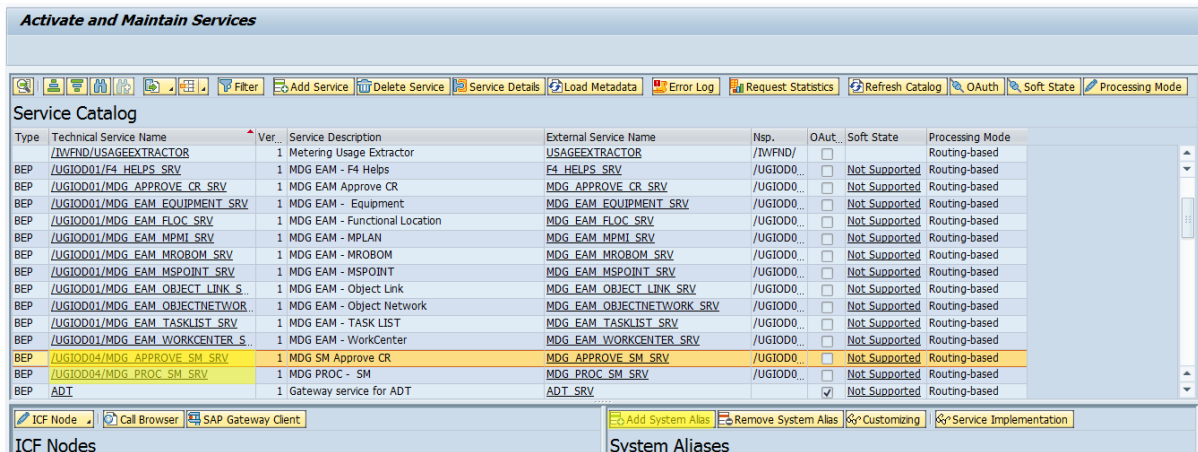 Activate and Maintain Services
Filter Add Service Delete Service Service Details Load Metadata Error Log Request Statistics Refresh Catalog OAuth Soft State Processing Mode
Service Catalog
Type Technical Service Name Ver... Service Description External Service Name Nsp. OAut... Soft State Processing Mode
/IWFND/USAGEEXTRACTOR 1 Metering Usage Extractor USAGEEXTRACTOR /IWFND/ Routing-based
BEP /UGIOD01/F4_HELPS_SRV 1 MDG EAM - F4 Helps F4_HELPS_SRV /UGIOD0... Not Supported Routing-based
BEP /UGIOD01/MDG_APPROVE_CR_SRV 1 MDG EAM Approve CR MDG_APPROVE_CR_SRV /UGIOD0... Not Supported Routing-based
BEP /UGIOD01/MDG_EAM_EQUIPMENT_SRV 1 MDG EAM - Equipment MDG_EAM_EQUIPMENT_SRV /UGIOD0... Not Supported Routing-based
BEP /UGIOD01/MDG_EAM_FLOC_SRV 1 MDG EAM - Functional Location MDG_EAM_FLOC_SRV /UGIOD0... Not Supported Routing-based
BEP /UGIOD01/MDG_EAM_MPMI_SRV 1 MDG EAM - MPLAN MDG_EAM_MPMI_SRV /UGIOD0... Not Supported Routing-based
BEP /UGIOD01/MDG_EAM_MROBOM_SRV 1 MDG EAM - MROBOM MDG_EAM_MROBOM_SRV /UGIOD0... Not Supported Routing-based
BEP /UGIOD01/MDG_EAM_MSPOINT_SRV 1 MDG EAM - MSPOINT MDG_EAM_MSPOINT_SRV /UGIOD0... Not Supported Routing-based
BEP /UGIOD01/MDG_EAM_OBJECT_LINK_S... 1 MDG EAM - Object Link MDG_EAM_OBJECT_LINK_SRV /UGIOD0... Not Supported Routing-based
BEP /UGIOD01/MDG_EAM_OBJECTNETWOR... 1 MDG EAM - Object Network MDG_EAM_OBJECTNETWORK_SRV /UGIOD0... Not Supported Routing-based
BEP /UGIOD01/MDG_EAM_TASKLIST_SRV 1 MDG EAM - TASK LIST MDG_EAM_TASKLIST_SRV /UGIOD0... Not Supported Routing-based
BEP /UGIOD01/MDG_EAM_WORKCENTER_S... 1 MDG EAM - WorkCenter MDG_EAM_WORKCENTER_SRV /UGIOD0... Not Supported Routing-based
BEP /UGIOD04/MDG_APPROVE_SM_SRV 1 MDG SM Approve CR MDG_APPROVE_SM_SRV /UGIOD0... Not Supported Routing-based
BEP /UGIOD04/MDG_PROC_SM_SRV 1 MDG PROC - SM MDG_PROC_SM_SRV /UGIOD0... Not Supported Routing-based
BEP ADT 1 Gateway service for ADT ADT_SRV Not Supported Routing-based
ICF Node Call Browser SAP Gateway Client Add System Alias Remove System Alias Customizing Service Implementation
ICF Nodes System Aliases